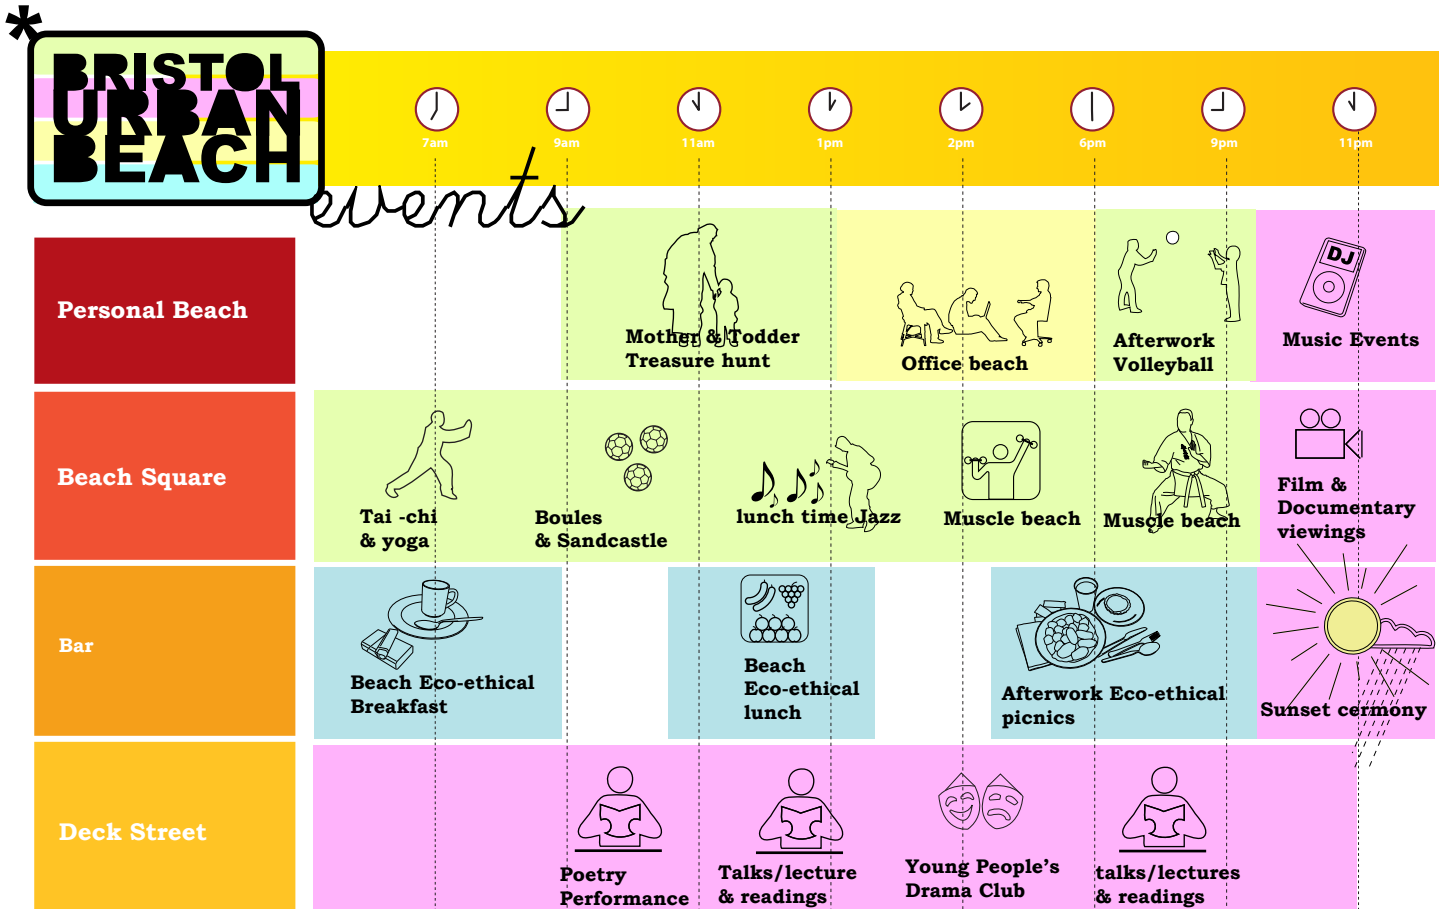 *
BRISTOL
URBAN
BEACH
7am 9am 11am 1pm 2pm 6pm 9pm 11pm
events
Personal Beach
Mother & Todder
Treasure hunt
Office beach
Afterwork
Volleyball
DJ
Music Events
Beach Square
Tai -chi
& yoga
Boules
& Sandcastle
lunch time Jazz
Muscle beach
Muscle beach
Film &
Documentary
viewings
Bar
Beach Eco-ethical
Breakfast
Beach
Eco-ethical
lunch
Afterwork Eco-ethical
picnics
Sunset cermony
Deck Street
Poetry
Performance
Talks/lecture
& readings
Young People’s
Drama Club
talks/lectures
& readings